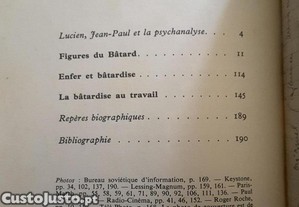 Lucien, Jean-Paul et la psychanalyse. 4
Figures du Bâtard 11
Enfer et bâtardise 114
La bâtardise au travail 145
Repères biographiques 189
Bibliographie 190
Photos : Bureau soviétique d'information, p. 169. — Keystone,
pp. 34, 102, 137, 190. — Lessing-Magnum, pp. 159, 161. — Paris-
pp. 55, 58, 59, 71, 89, 92, 106, 111, 136. — Paul
— Radio-Cinéma, pp. 41, 46, 152. — Roger Roche,
CustoJusto.pt